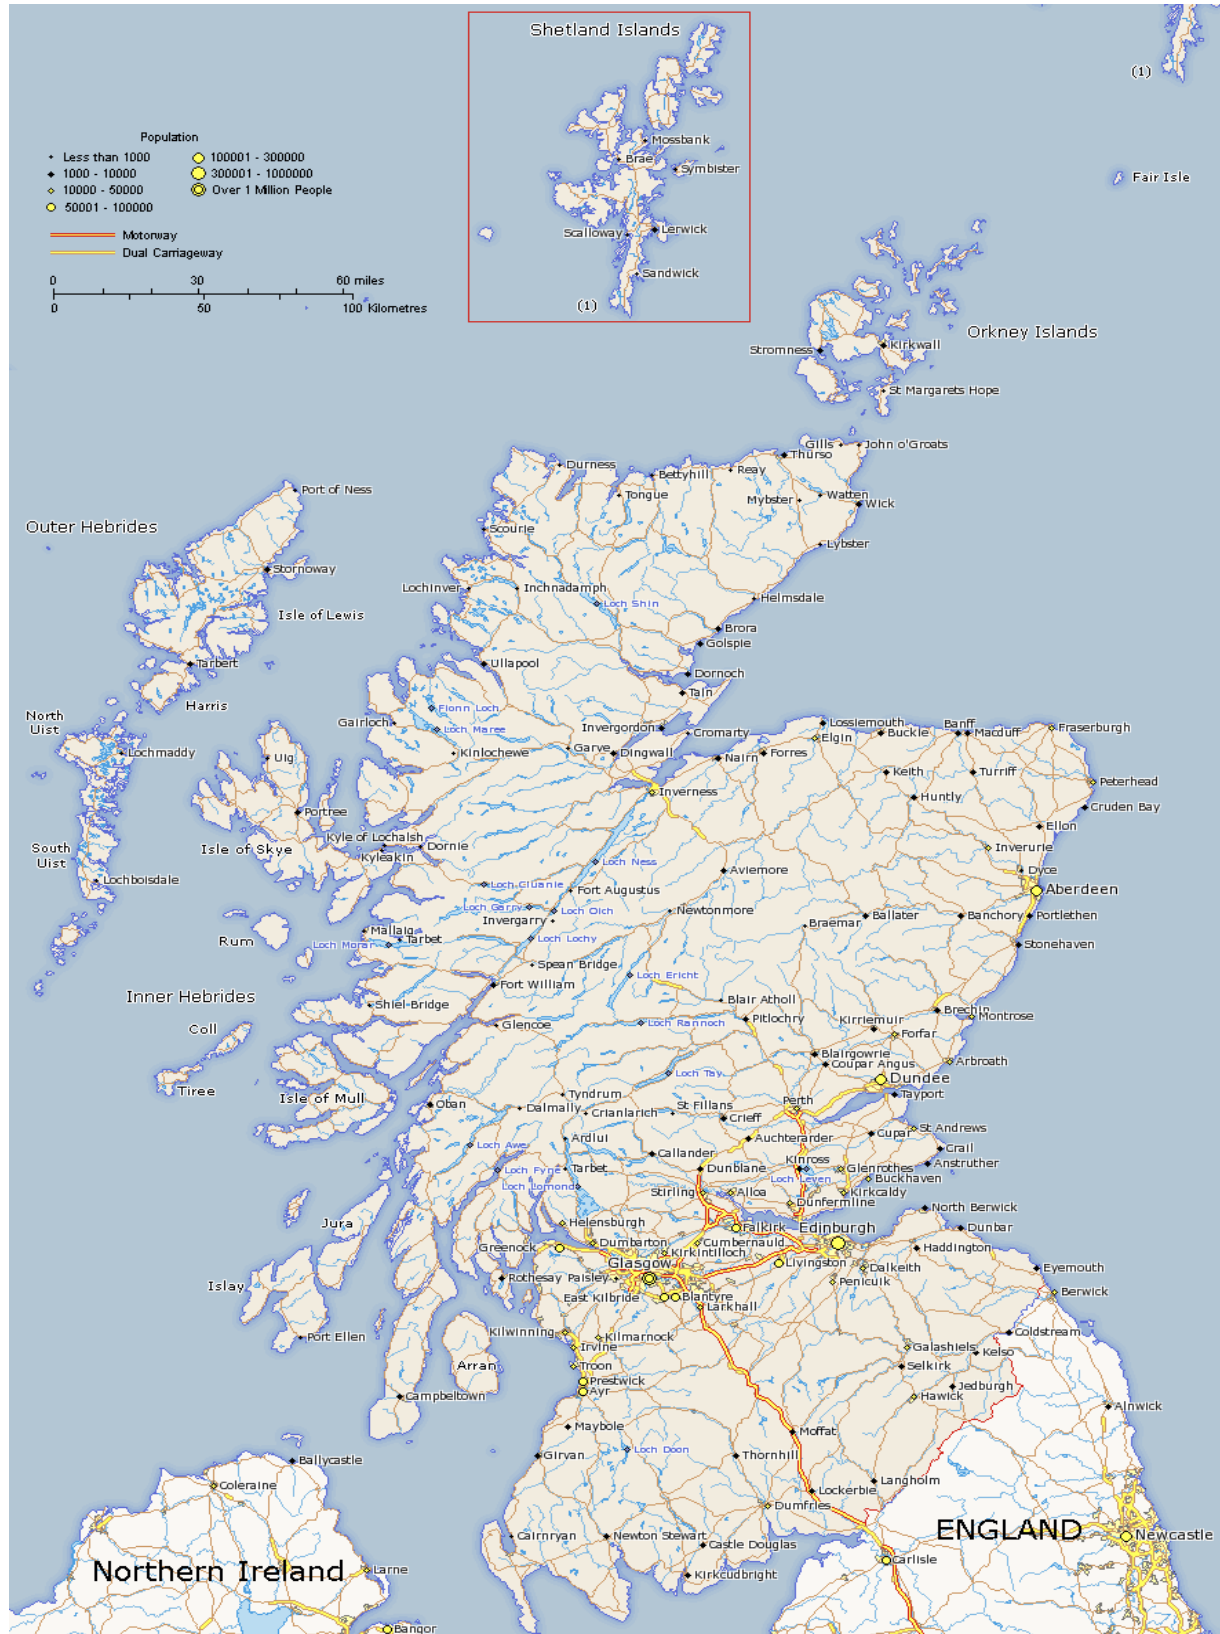 Shetland Islands
(1)
Population
Less than 1000
100001 - 300000
1000 - 10000
300001 - 1000000
10000 - 50000
Over 1 Million People
50001 - 100000
Motorway
Dual Carriageway
0 30 60 miles
0 50 100 Kilometres
Mossbank
Brae
Symbister
Scalloway
Lerwick
Sandwick
(1)
Fair Isle
Orkney Islands
Stromness
Kirkwall
St Margarets Hope
Gills
John o'Groats
Thurso
Durness
Bettyhill
Reay
Port of Ness
Tongue
Mybster
Watten
Wick
Outer Hebrides
Scourie
Lybster
Stornoway
Lochinver
Inchnadamph
Loch Shin
Helmsdale
Isle of Lewis
Brora
Golspie
Tarbert
Ullapool
Dornoch
Tain
Harris
Fionn Loch
North
Uist
Gairloch
Loch Maree
Invergordon
Cromarty
Lossiemouth
Banff
Fraserburgh
Elgin
Buckie
Macduff
Lochmaddy
Uig
Kinlochewe
Garve
Dingwall
Nairn
Forres
Keith
Turriff
Peterhead
Inverness
Huntly
Cruden Bay
Portree
Ellon
Kyle of Lochalsh
Isle of Skye
Dornie
Kyleakin
Inverurie
South
Uist
Loch Ness
Aviemore
Dyce
Lochboisdale
Loch Cluanie
Fort Augustus
Aberdeen
Loch Garry
Loch Oich
Newtonmore
Invergarry
Braemar
Ballater
Banchory
Portlethen
Rum
Mallaig
Tarbet
Loch Morar
Loch Lochy
Stonehaven
Spean Bridge
Loch Ericht
Fort William
Inner Hebrides
Shiel Bridge
Blair Atholl
Brechin
Montrose
Coll
Glencoe
Loch Rannoch
Pitlochry
Kirriemuir
Forfar
Blairgowrie
Coupar Angus
Arbroath
Tiree
Loch Tay
Dundee
Isle of Mull
Oban
Tyndrum
Perth
Tayport
Dalmally
Crianlarich
St Fillans
Crieff
Ardlui
Auchterarder
Cupar
St Andrews
Loch Awe
Callander
Kinross
Crail
Loch Fyne
Tarbet
Dunblane
Glenrothes
Anstruther
Loch Lomond
Loch Leven
Buckhaven
Stirling
Alloa
Dunfermline
Kirkcaldy
Jura
Helensburgh
Falkirk
Edinburgh
North Berwick
Dunbar
Greenock
Dumbarton
Cumbernauld
Kirkintilloch
Haddington
Glasgow
Livingston
Dalkeith
Eyemouth
Islay
Rothesay
Paisley
Penicuik
Berwick
East Kilbride
Blantyre
Larkhall
Port Ellen
Kilwinning
Kilmarnock
Coldstream
Irvine
Galashiels
Kelso
Arran
Troon
Selkirk
Prestwick
Jedburgh
Ayr
Hawick
Campbeltown
Alnwick
Maybole
Moffat
Girvan
Loch Doon
Thornhill
Ballycastle
Langholm
Coleraine
Lockerbie
Dumfries
ENGLAND
Cairnryan
Newton Stewart
Castle Douglas
Newcastle
Northern Ireland
Larne
Carlisle
Kirkcudbright
Bangor